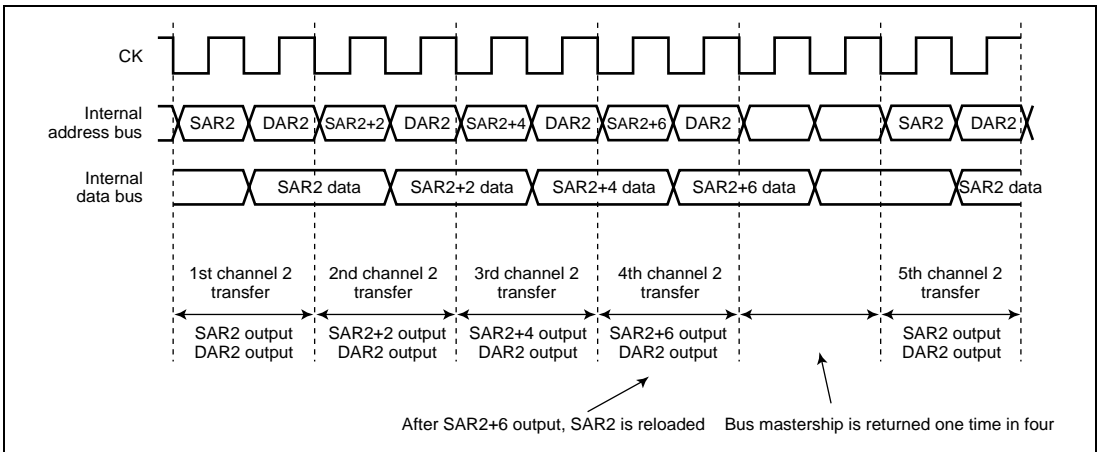 CK
Internal
address bus
SAR2 DAR2 SAR2+2 DAR2 SAR2+4 DAR2 SAR2+6 DAR2 SAR2 DAR2
Internal
data bus
SAR2 data SAR2+2 data SAR2+4 data SAR2+6 data SAR2 data
1st channel 2
transfer
2nd channel 2
transfer
3rd channel 2
transfer
4th channel 2
transfer
5th channel 2
transfer
SAR2 output
DAR2 output
SAR2+2 output
DAR2 output
SAR2+4 output
DAR2 output
SAR2+6 output
DAR2 output
SAR2 output
DAR2 output
After SAR2+6 output, SAR2 is reloaded
Bus mastership is returned one time in four